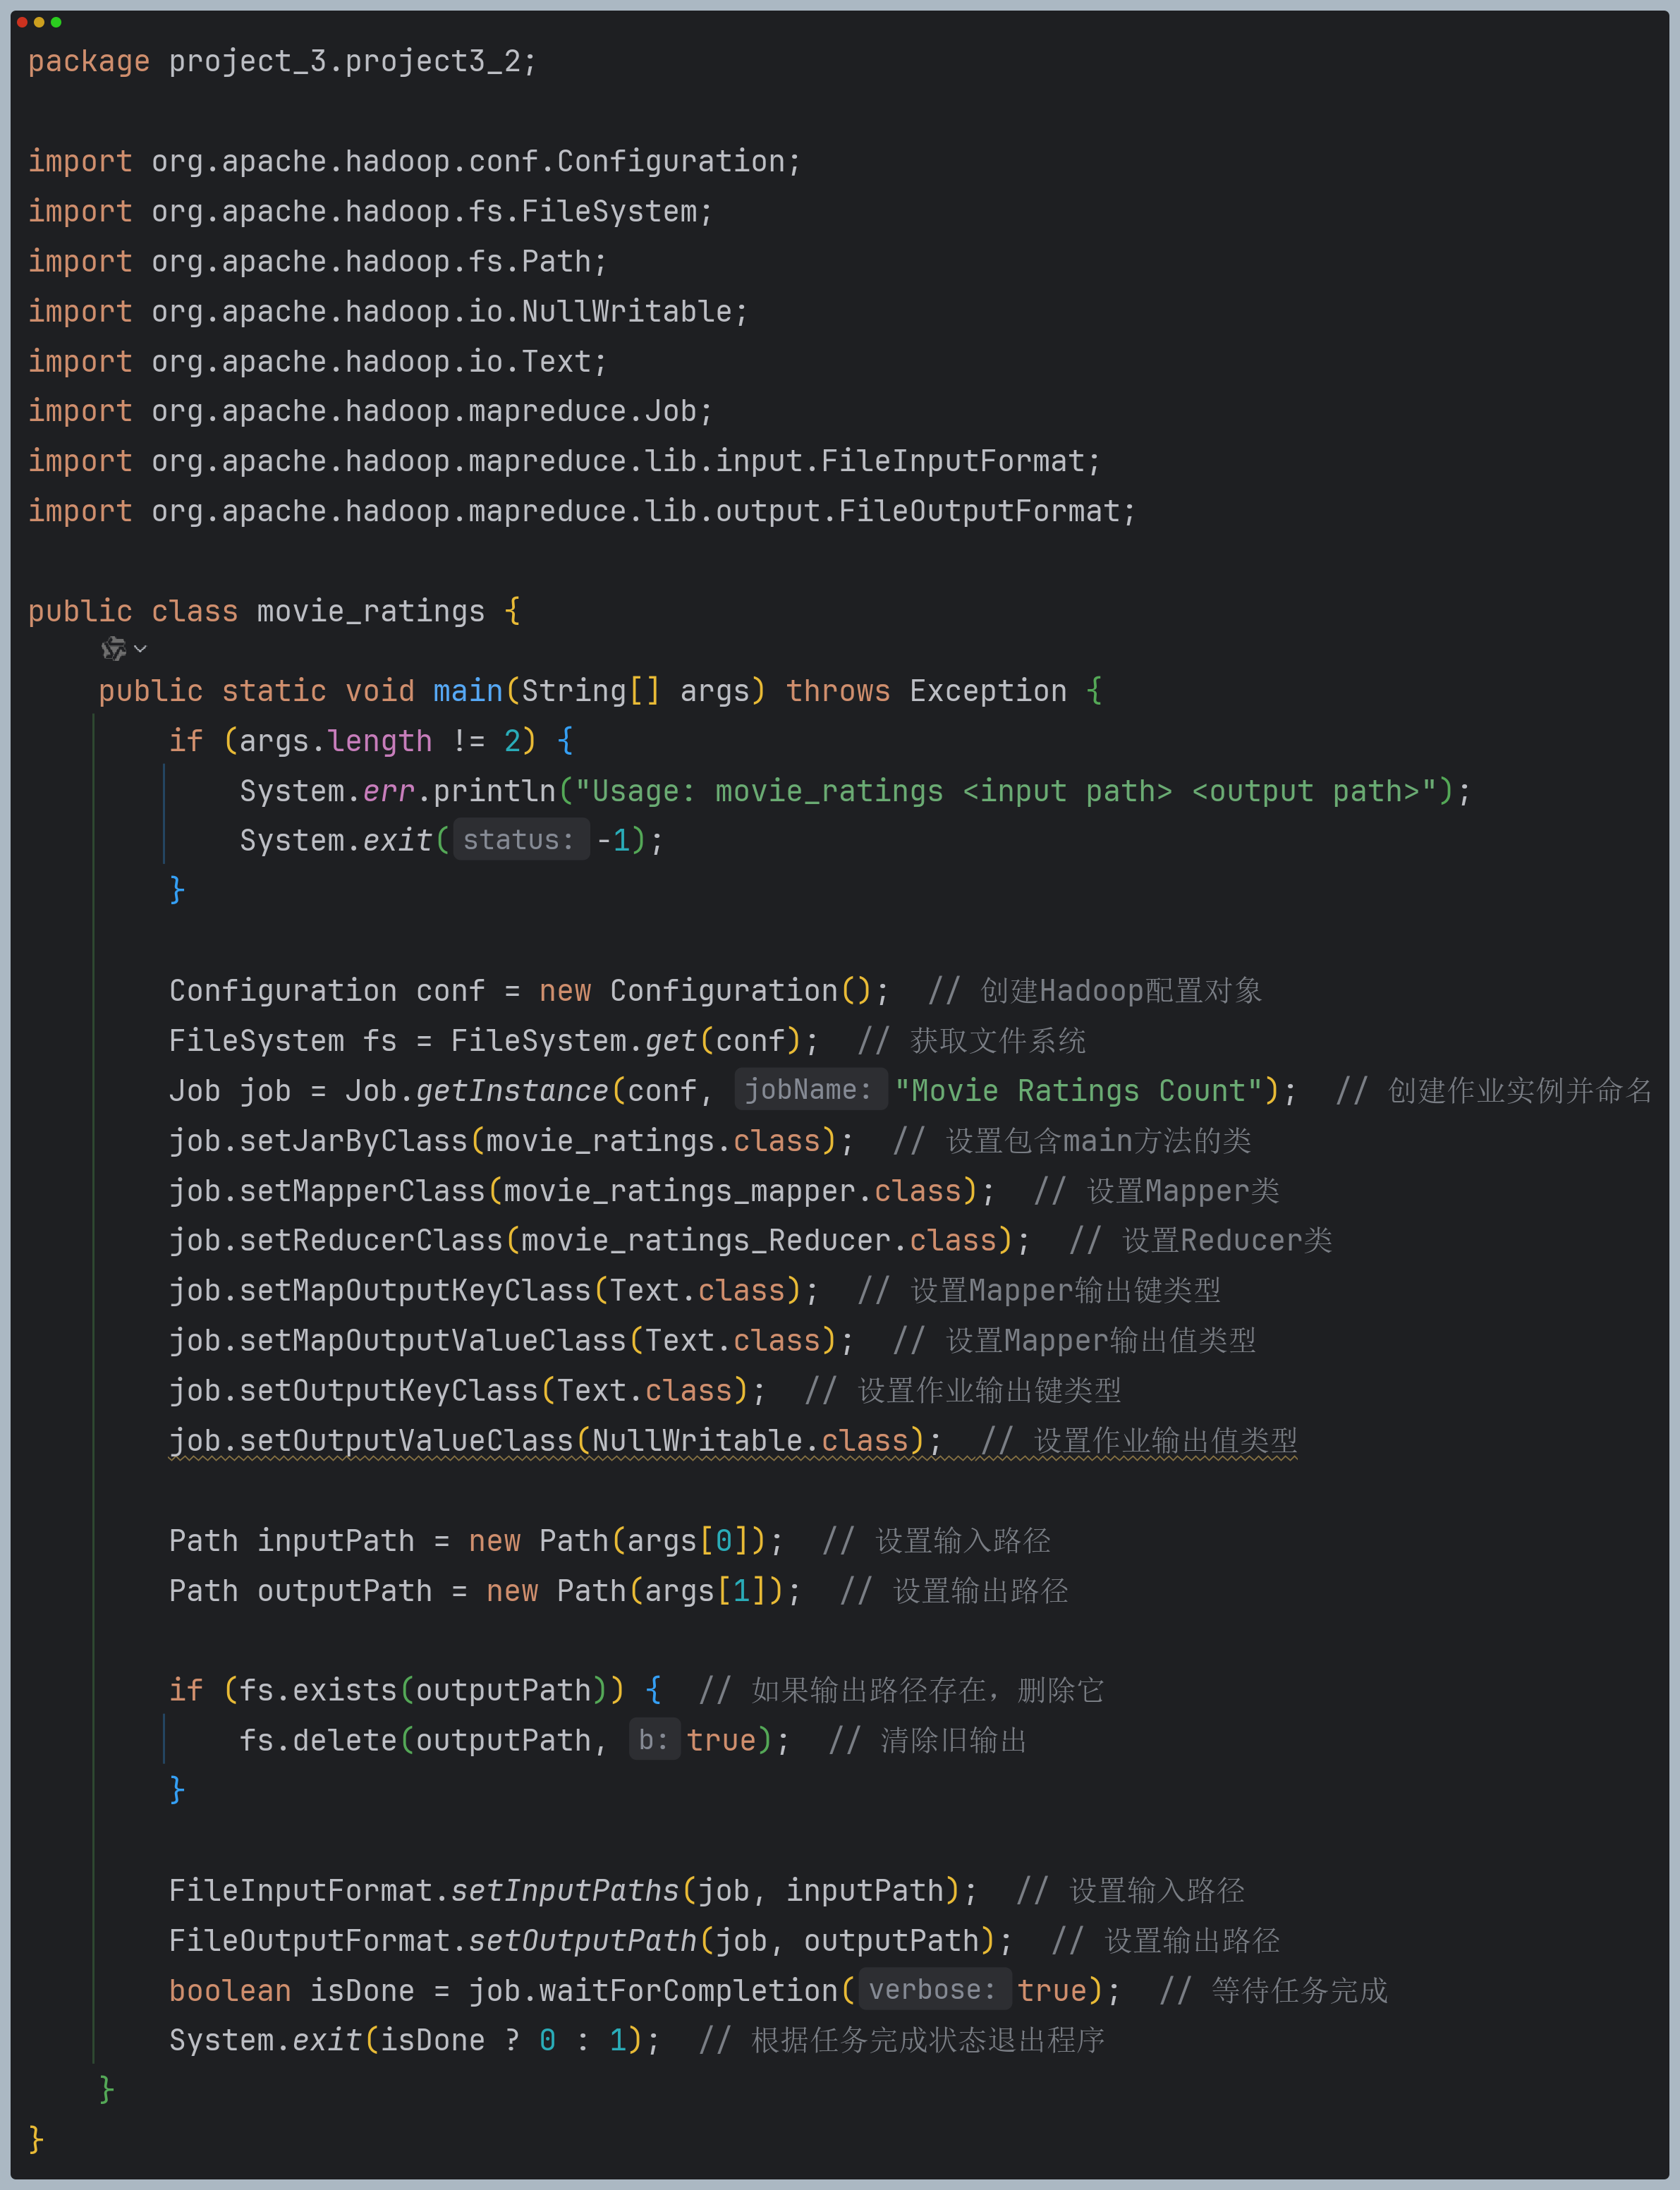 package project_3.project3_2;
import org.apache.hadoop.conf.Configuration;
import org.apache.hadoop.fs.FileSystem;
import org.apache.hadoop.fs.Path;
import org.apache.hadoop.io.NullWritable;
import org.apache.hadoop.io.Text;
import org.apache.hadoop.mapreduce.Job;
import org.apache.hadoop.mapreduce.lib.input.FileInputFormat;
import org.apache.hadoop.mapreduce.lib.output.FileOutputFormat;
public class movie_ratings {
public static void main(String[] args) throws Exception {
if (args.length != 2) {
System.err.println("Usage: movie_ratings <input path> <output path>");
System.exit( status: -1);
}
Configuration conf = new Configuration();  // 创建Hadoop配置对象
FileSystem fs = FileSystem.get(conf);  // 获取文件系统
Job job = Job.getInstance(conf, jobName: "Movie Ratings Count");  // 创建作业实例并命名
job.setJarByClass(movie_ratings.class);  // 设置包含main方法的类
job.setMapperClass(movie_ratings_mapper.class);  // 设置Mapper类
job.setReducerClass(movie_ratings_Reducer.class);  // 设置Reducer类
job.setMapOutputKeyClass(Text.class);  // 设置Mapper输出键类型
job.setMapOutputValueClass(Text.class);  // 设置Mapper输出值类型
job.setOutputKeyClass(Text.class);  // 设置作业输出键类型
job.setOutputValueClass(NullWritable.class);  // 设置作业输出值类型
Path inputPath = new Path(args[0]);  // 设置输入路径
Path outputPath = new Path(args[1]);  // 设置输出路径
if (fs.exists(outputPath)) {  // 如果输出路径存在，删除它
fs.delete(outputPath, b: true);  // 清除旧输出
}
FileInputFormat.setInputPaths(job, inputPath);  // 设置输入路径
FileOutputFormat.setOutputPath(job, outputPath);  // 设置输出路径
boolean isDone = job.waitForCompletion( verbose: true);  // 等待任务完成
System.exit(isDone ? 0 : 1);  // 根据任务完成状态退出程序
}
}